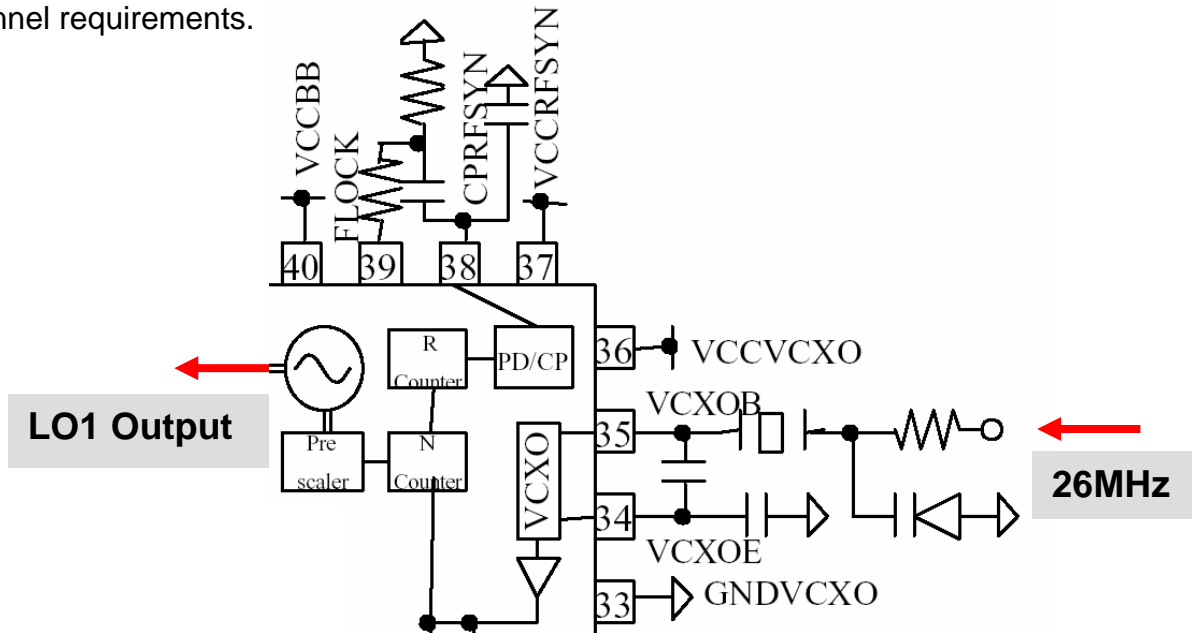 nnel requirements.
VCCBB
FLOCK
CPRFSYN
VCCRFSYN
40
39
38
37
R
Counter
PD/CP
36
VCCVCXO
LO1 Output
VCXOB
35
Pre
scaler
N
Counter
VCXO
26MHz
34
VCXOE
33
GNDVCXO